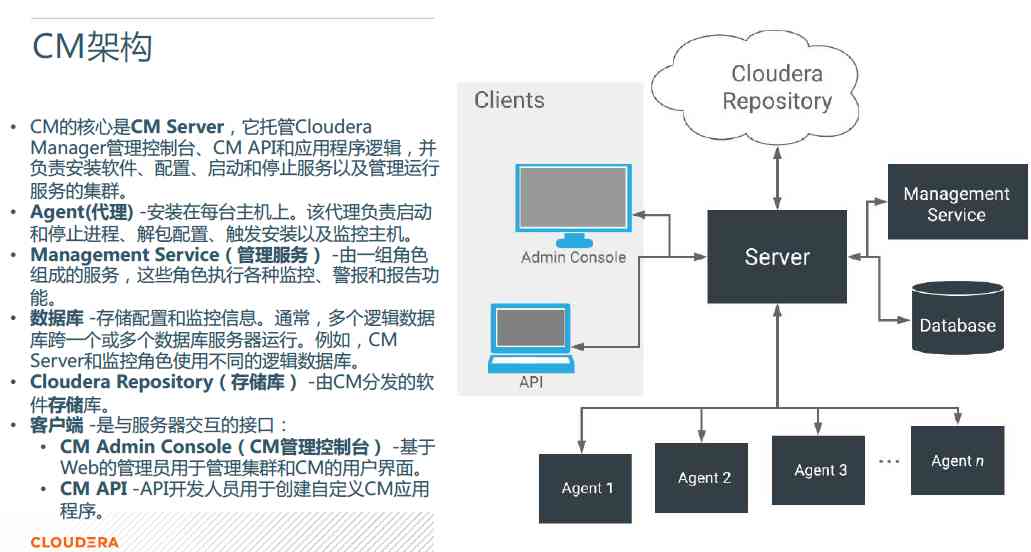 CM架构
• CM的核心是CM Server，它托管Cloudera
Manager管理控制台、CM API和应用程序逻辑，并
负责安装软件、配置、启动和停止服务以及管理运行
服务的集群。
• Agent(代理) -安装在每台主机上。该代理负责启动
和停止进程、解包配置、触发安装以及监控主机。
• Management Service（管理服务） -由一组角色
组成的服务，这些角色执行各种监控、警报和报告功
能。
• 数据库 -存储配置和监控信息。通常，多个逻辑数据
库跨一个或多个数据库服务器运行。例如，CM
Server和监控角色使用不同的逻辑数据库。
• Cloudera Repository（存储库） -由CM分发的软
件存储库。
• 客户端 -是与服务器交互的接口：
• CM Admin Console（CM管理控制台） -基于
Web的管理员用于管理集群和CM的用户界面。
• CM API -API开发人员用于创建自定义CM应用
程序。
CLOUDERA
Clients
Cloudera
Repository
Admin Console
API
Server
Management
Service
Database
Agent 1
Agent 2
Agent 3
...
Agent n